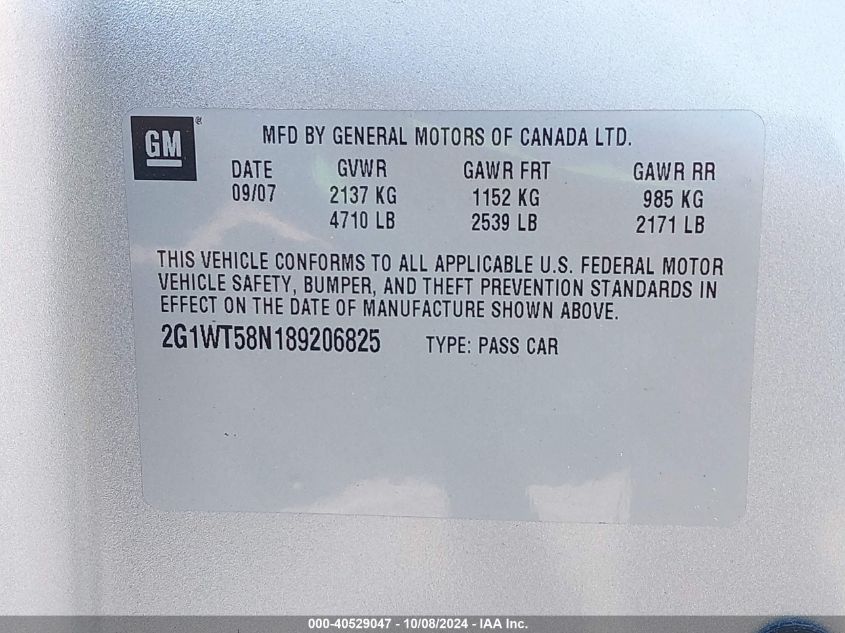 GM®
MFD BY GENERAL MOTORS OF CANADA LTD.
DATE GVWR GAWR FRT GAWR RR
09/07 2137 KG 1152 KG 985 KG
4710 LB 2539 LB 2171 LB
THIS VEHICLE CONFORMS TO ALL APPLICABLE U.S. FEDERAL MOTOR
VEHICLE SAFETY, BUMPER, AND THEFT PREVENTION STANDARDS IN
EFFECT ON THE DATE OF MANUFACTURE SHOWN ABOVE.
2G1WT58N189206825 TYPE: PASS CAR
000-40529047 - 10/08/2024 - IAA Inc.